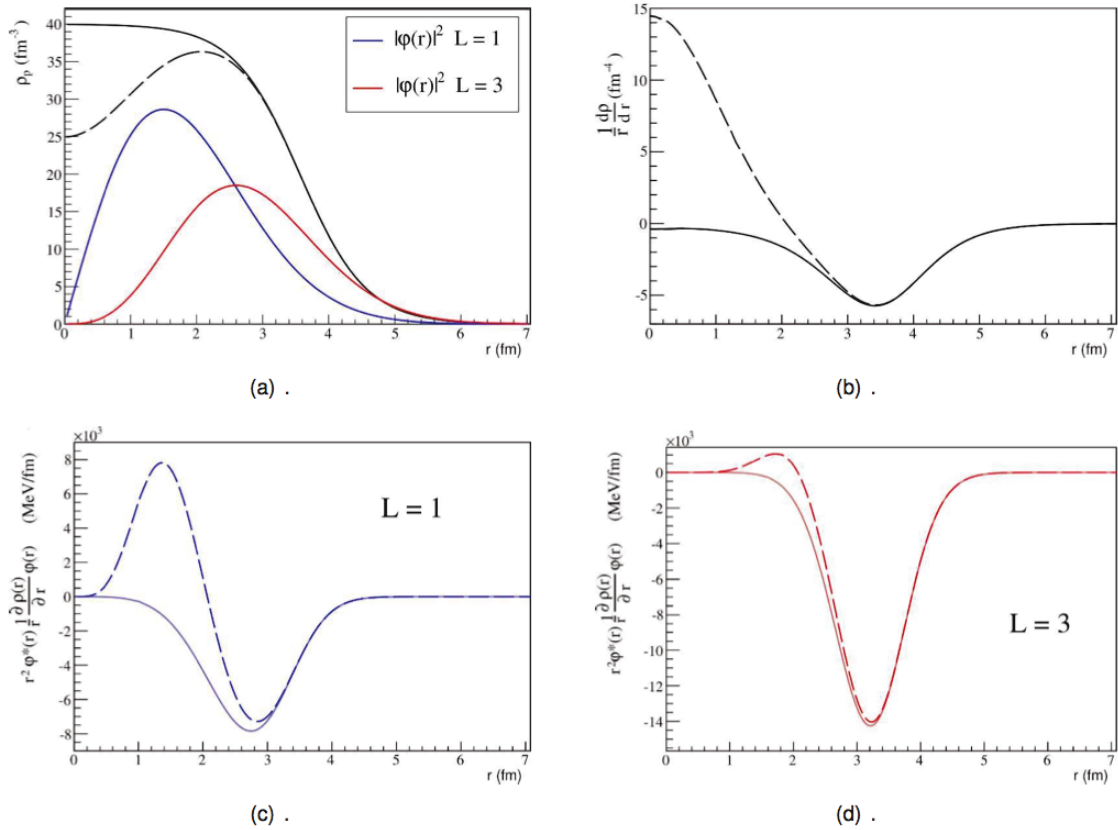 ρₚ (fm⁻³)
40
35
30
25
20
15
10
5
0
|φ(r)|² L = 1
|φ(r)|² L = 3
0 1 2 3 4 5 6 7
r (fm)
(a) .
1/r dρ/dr (fm⁻⁴)
15
10
5
0
-5
0 1 2 3 4 5 6 7
r (fm)
(b) .
×10³
r² φ*(r) 1/r ∂ρ(r)/∂r φ(r) (MeV/fm)
8
6
4
2
0
-2
-4
-6
-8
L = 1
0 1 2 3 4 5 6 7
r (fm)
(c) .
×10³
r²φ*(r) 1/r ∂ρ(r)/∂r φ(r) (MeV/fm)
0
-2
-4
-6
-8
-10
-12
-14
L = 3
0 1 2 3 4 5 6 7
r (fm)
(d) .